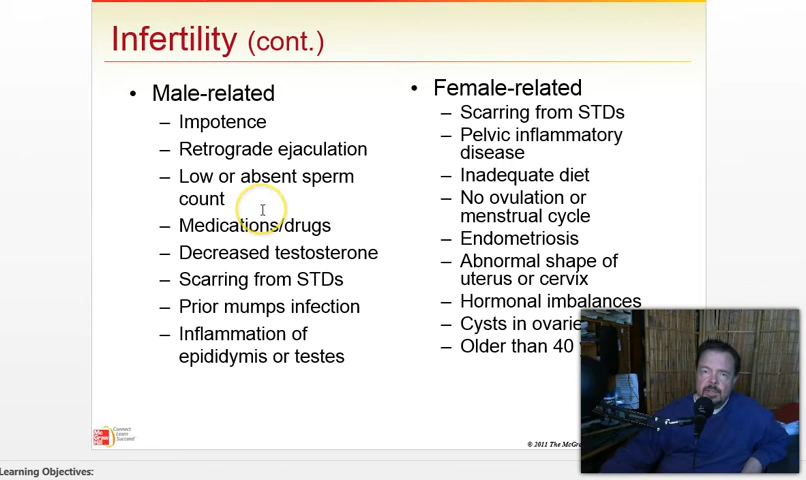 Infertility (cont.)
• Male-related
– Impotence
– Retrograde ejaculation
– Low or absent sperm
count
– Medications/drugs
– Decreased testosterone
– Scarring from STDs
– Prior mumps infection
– Inflammation of
epididymis or testes
• Female-related
– Scarring from STDs
– Pelvic inflammatory
disease
– Inadequate diet
– No ovulation or
menstrual cycle
– Endometriosis
– Abnormal shape of
uterus or cervix
– Hormonal imbalances
– Cysts in
– Older than 40
Connect
Learn
Succeed
© 2011 The
Learning Objectives: